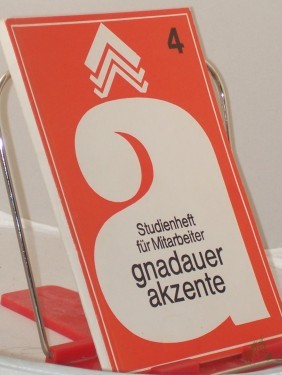 4
a
Studienheft
für Mitarbeiter
gnadauer
akzente